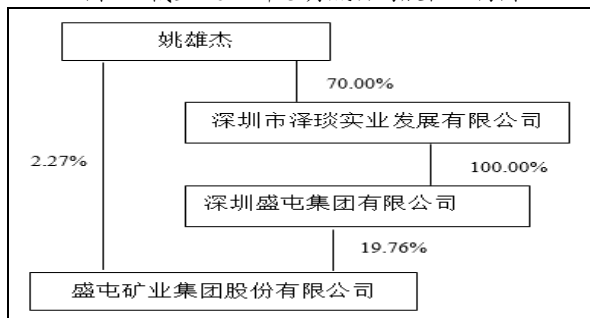 姚雄杰
70.00%
深圳市泽琰实业发展有限公司
2.27%
100.00%
深圳盛屯集团有限公司
19.76%
盛屯矿业集团股份有限公司